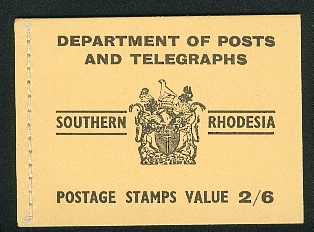 DEPARTMENT OF POSTS
AND TELEGRAPHS
SOUTHERN RHODESIA
POSTAGE STAMPS VALUE 2/6